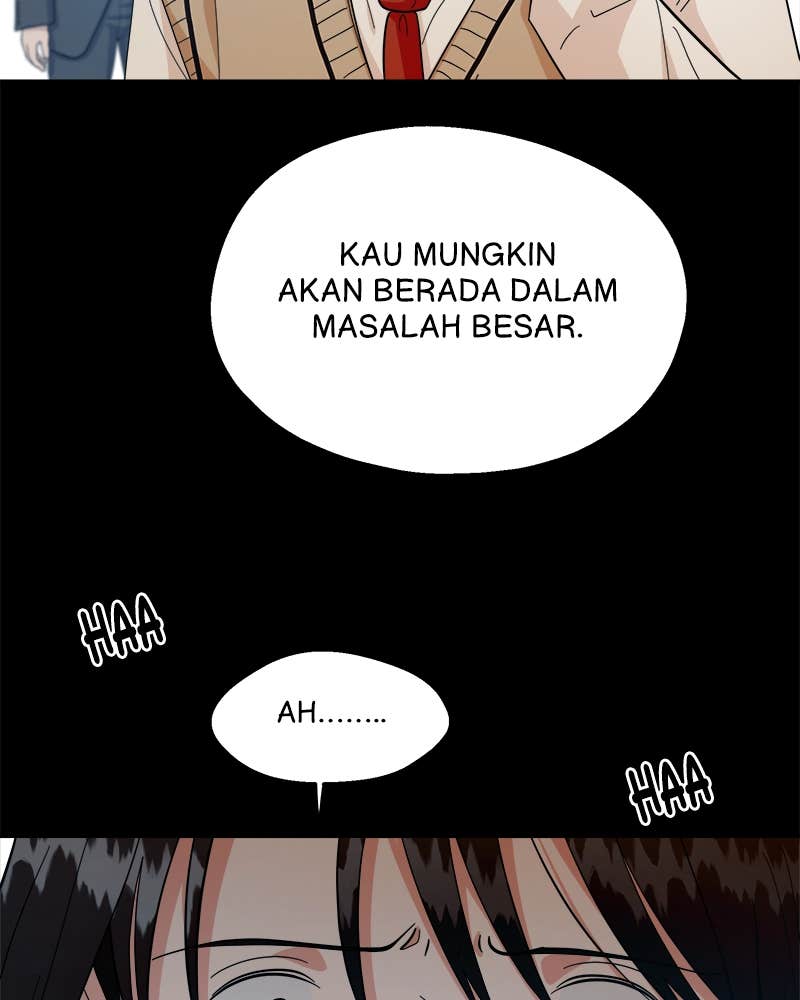 KAU MUNGKIN
AKAN BERADA DALAM
MASALAH BESAR.
HAA
AH........
HAA